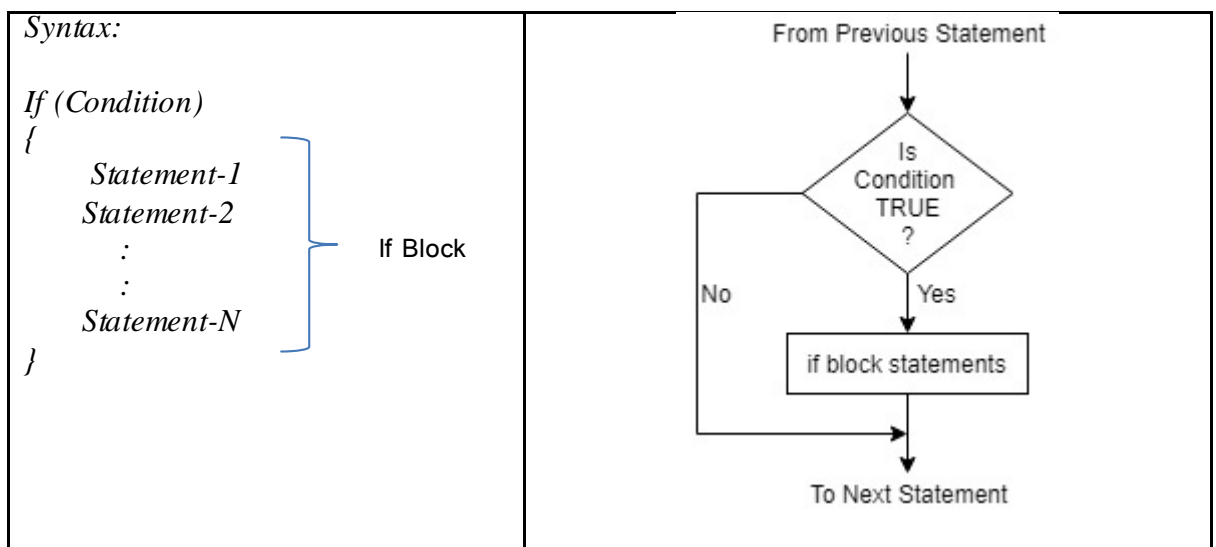 Syntax:
If (Condition)
{
Statement-1
Statement-2
:
:
Statement-N
}
If Block
From Previous Statement
Is
Condition
TRUE
?
No
Yes
if block statements
To Next Statement